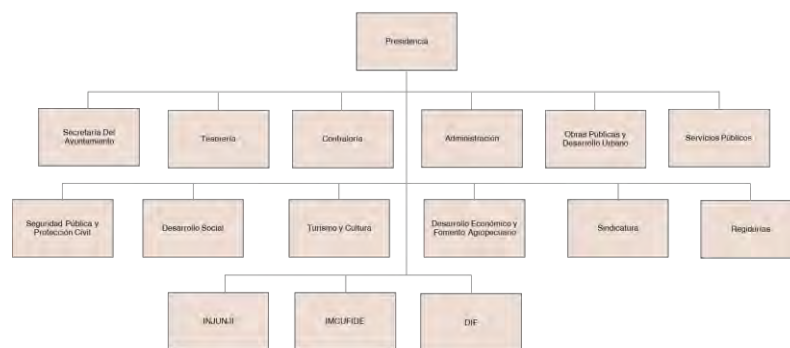 Presidencia
Secretaría Del
Ayuntamiento
Tesorería
Contraloría
Administración
Obras Públicas y
Desarrollo Urbano
Servicios Públicos
Seguridad Pública y
Protección Civil
Desarrollo Social
Turismo y Cultura
Desarrollo Económico y
Fomento Agropecuario
Sindicatura
Regidurías
INJUNJI
IMCUFIDE
DIF